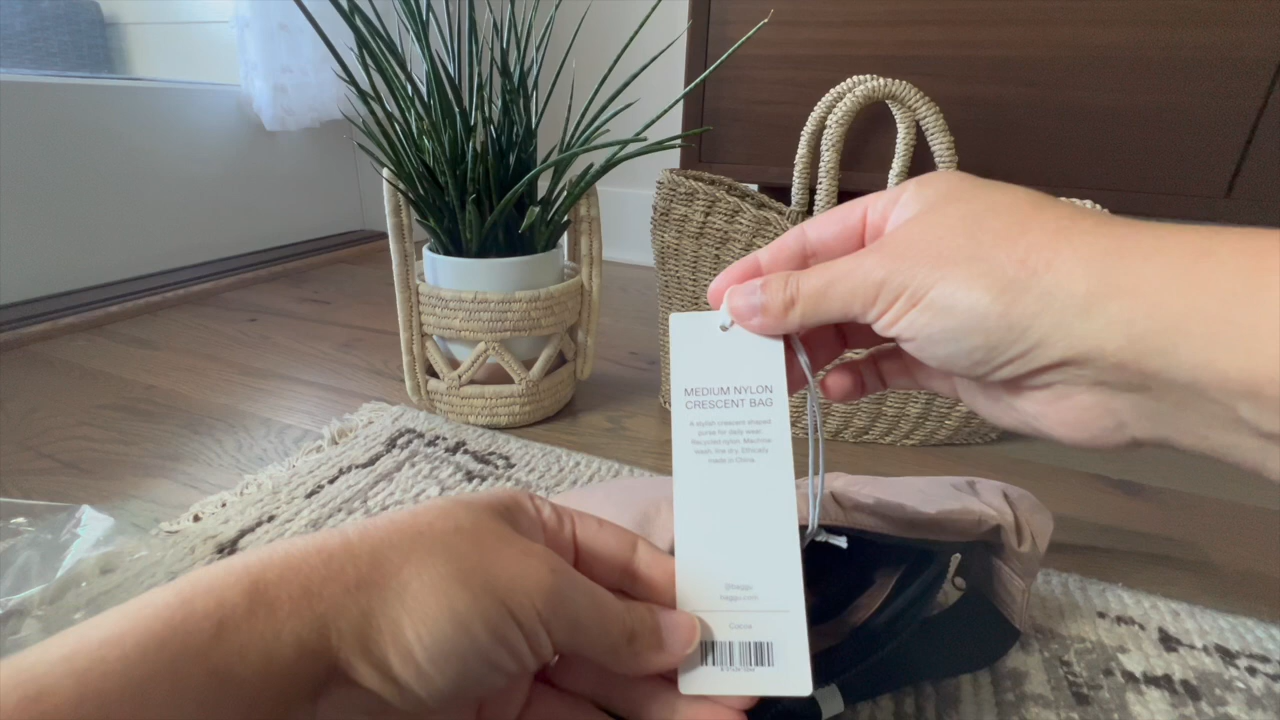 MEDIUM NYLON
CRESCENT BAG
A stylish crescent shaped
purse for daily wear.
Recycled nylon. Machine
wash, line dry. Ethically
made in China.
@baggu
baggu.com
Cocoa